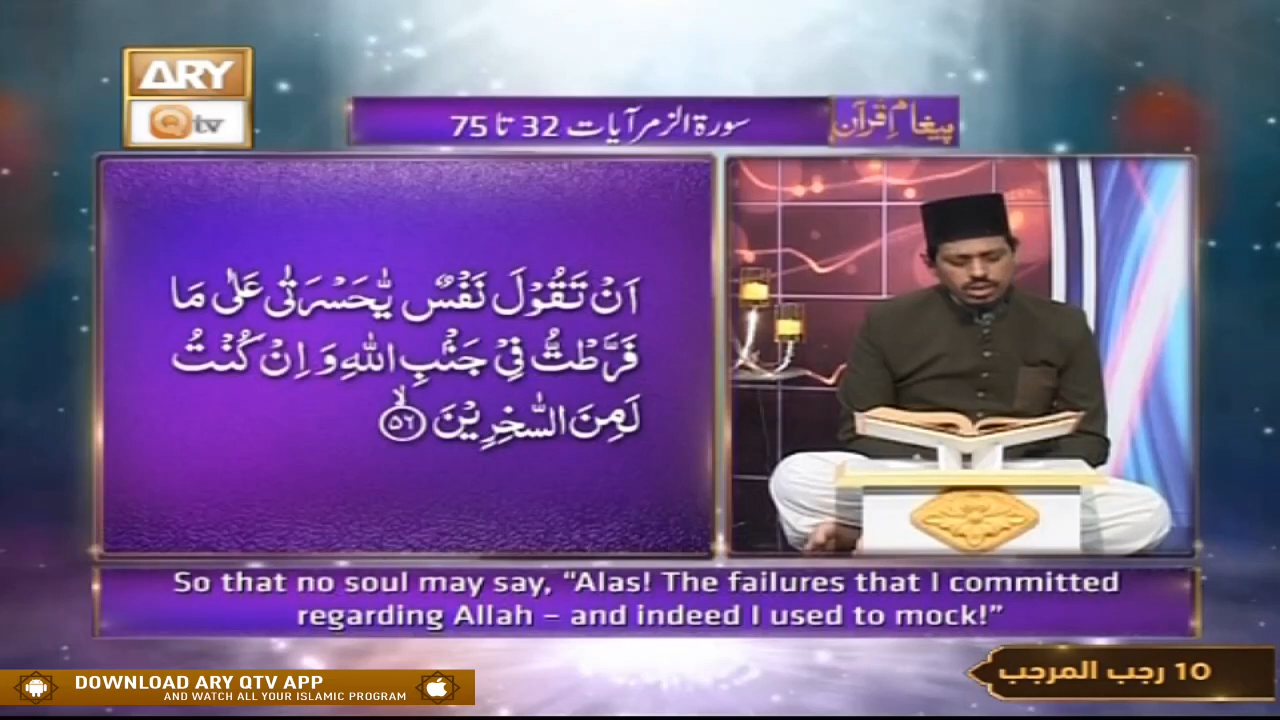 ARY
Qtv
سورة الزمر آیات 32 تا 75
پیغامِ قرآن
اَنۡ تَقُوۡلَ نَفۡسٌ یّٰحَسۡرَتٰی عَلٰی مَا
فَرَّطۡتُّ فِیۡ جَنۡۢبِ اللّٰهِ وَ اِنۡ کُنۡتُ
لَمِنَ السّٰخِرِیۡنَ ﴿ۙ۵۶﴾
So that no soul may say, “Alas! The failures that I committed
regarding Allah – and indeed I used to mock!”
DOWNLOAD ARY QTV APP
AND WATCH ALL YOUR ISLAMIC PROGRAM
10 رجب المرجب